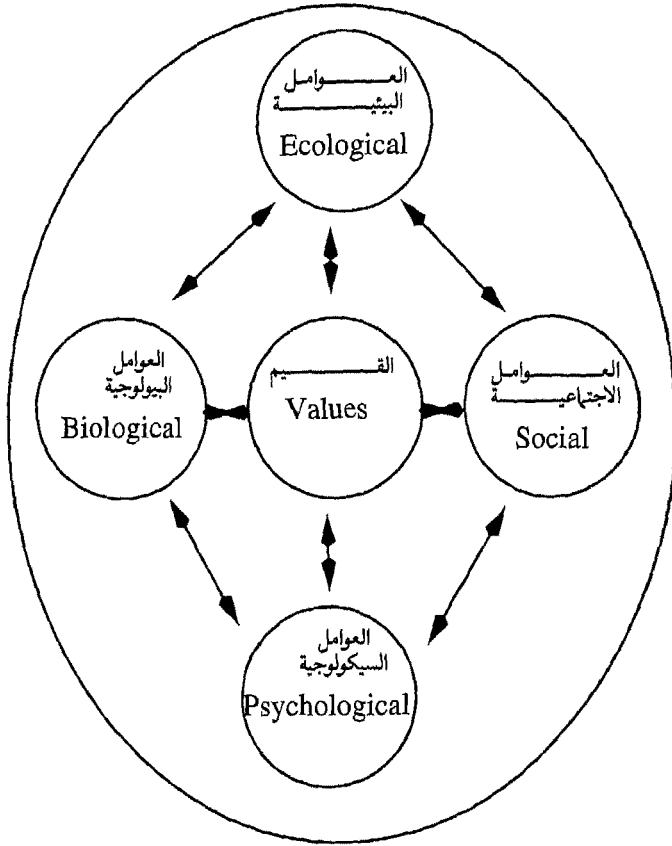 العوامل
البيئية
Ecological
العوامل
البيولوجية
Biological
القيم
Values
العوامل
الاجتماعية
Social
العوامل
السيكولوجية
Psychological